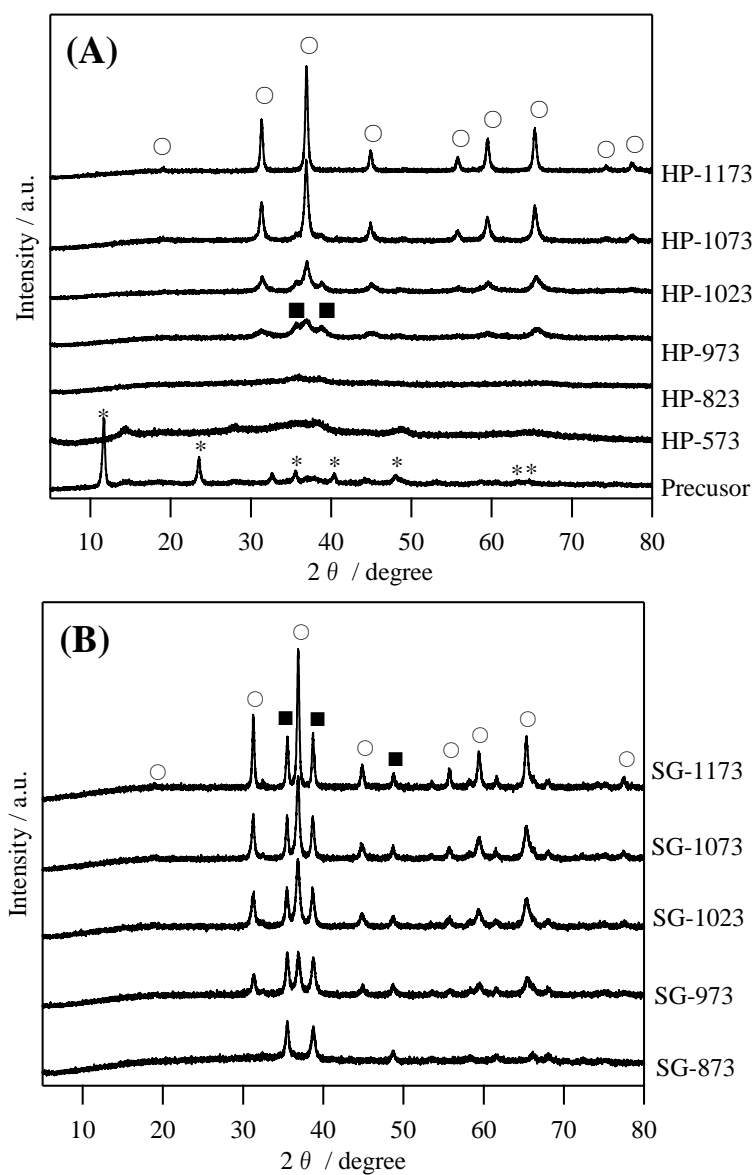 (A)
HP-1173
HP-1073
HP-1023
HP-973
HP-823
HP-573
Precusor
Intensity / a.u.
* * * * * * *
10 20 30 40 50 60 70 80
2 θ / degree
(B)
SG-1173
SG-1073
SG-1023
SG-973
SG-873
Intensity / a.u.
10 20 30 40 50 60 70 80
2 θ / degree